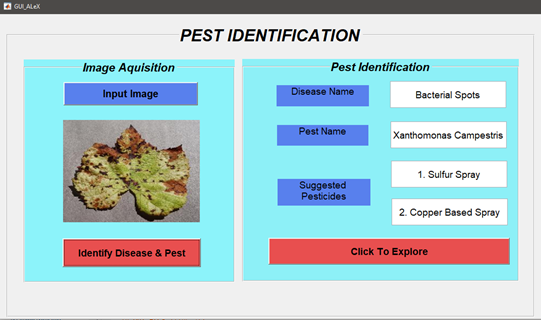 GUI_ALeX
PEST IDENTIFICATION
Image Aquisition
Input Image
Identify Disease & Pest
Pest Identification
Disease Name
Bacterial Spots
Pest Name
Xanthomonas Campestris
Suggested
Pesticides
1. Sulfur Spray
2. Copper Based Spray
Click To Explore